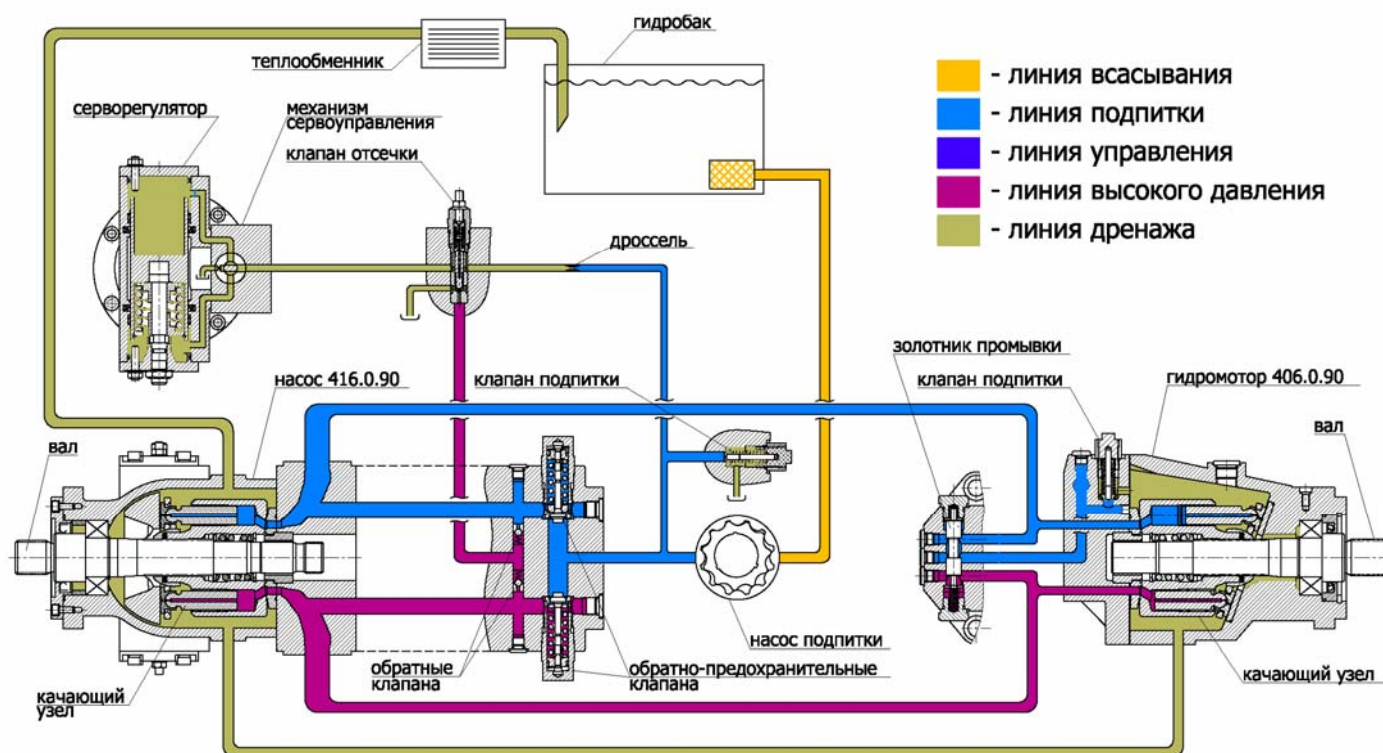 гидробак
теплообменник
- линия всасывания
- линия подпитки
- линия управления
- линия высокого давления
- линия дренажа
серворегулятор
механизм
сервоуправления
клапан отсечки
дроссель
золотник промывки
клапан подпитки
насос 416.0.90
клапан подпитки
гидромотор 406.0.90
вал
вал
насос подпитки
обратные
клапана
обратно-предохранительные
клапана
качающий узел
качающий
узел